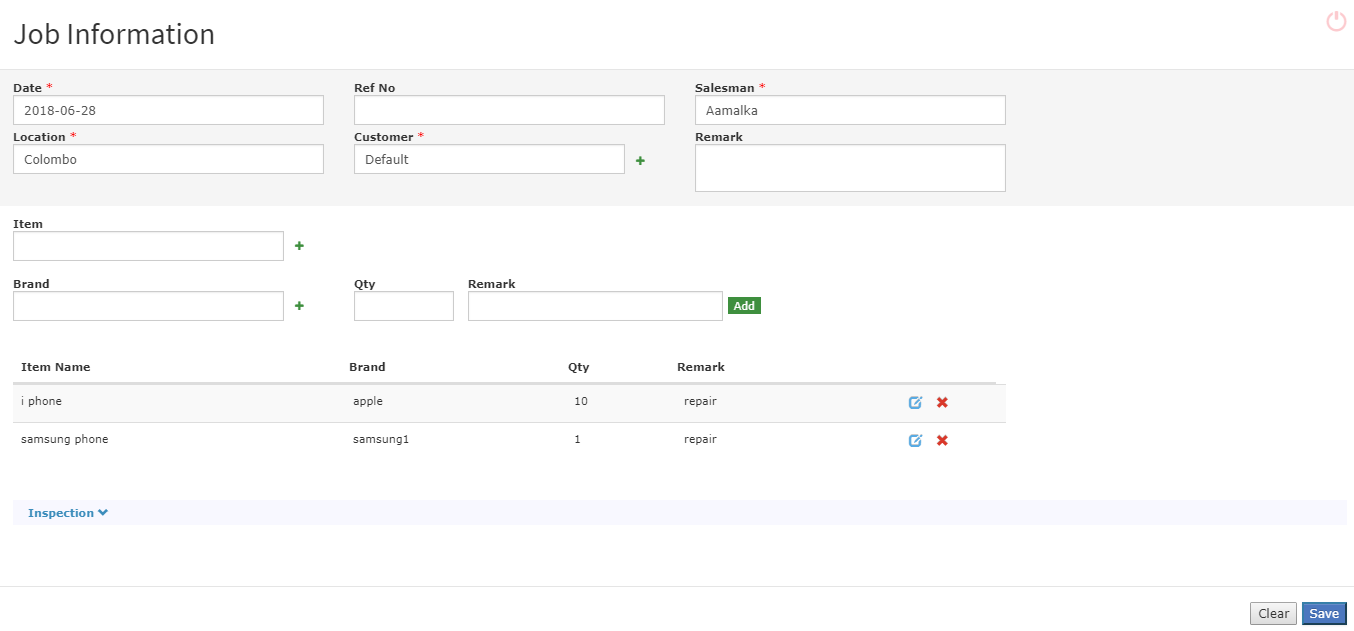 Job Information
Date * Ref No Salesman *
2018-06-28 Aamalka
Location * Customer * Remark
Colombo Default
Item
Brand Qty Remark
Add
Item Name Brand Qty Remark
i phone apple 10 repair
samsung phone samsung1 1 repair
Inspection
Clear Save